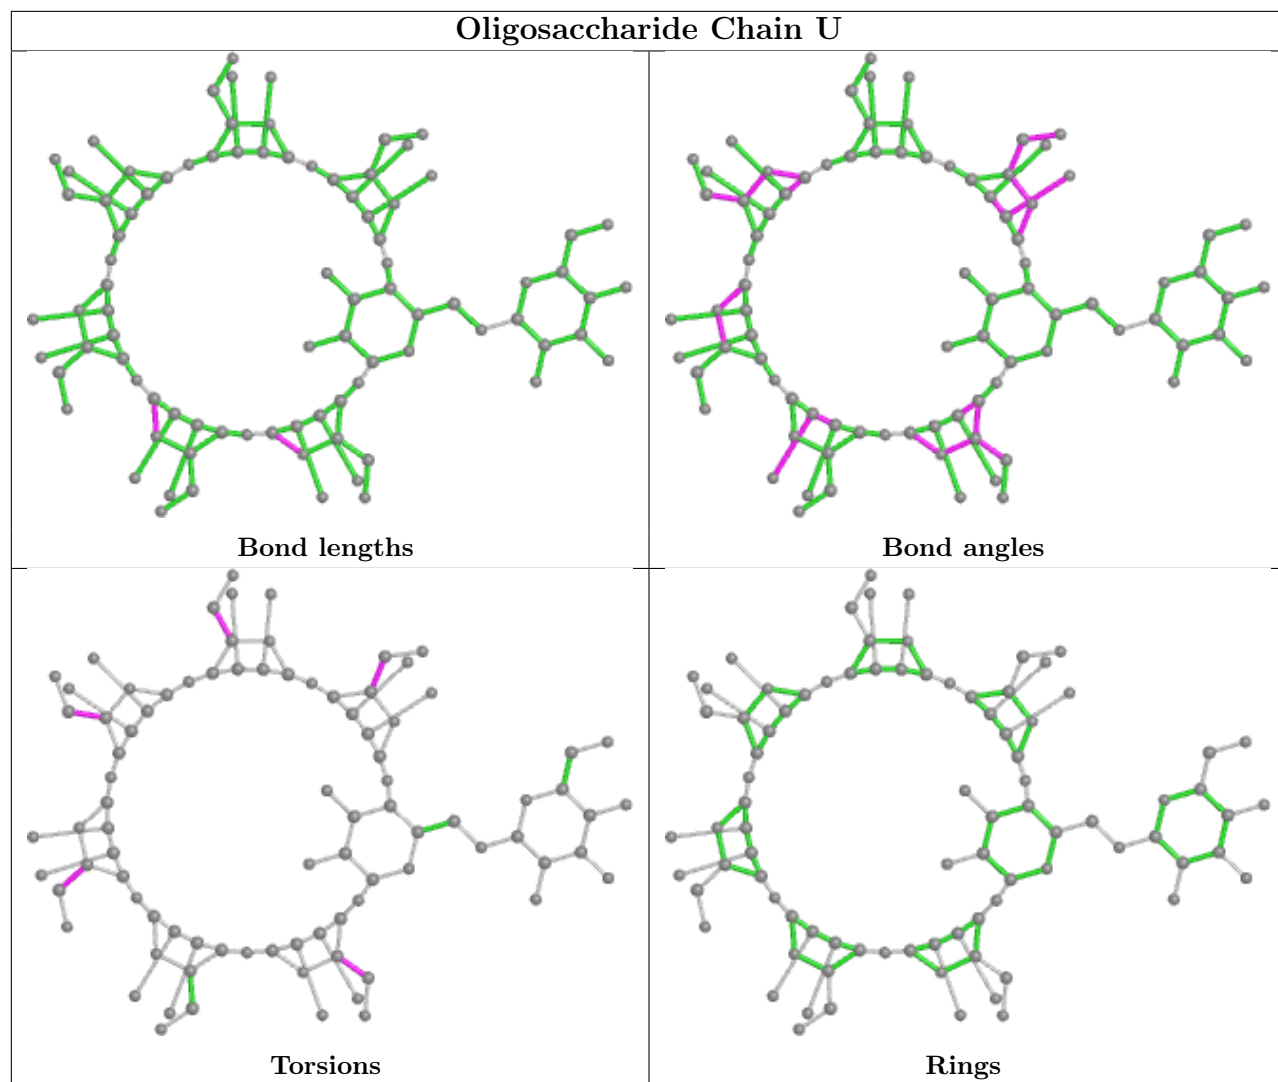 Oligosaccharide Chain U
Bond lengths
Bond angles
Torsions
Rings